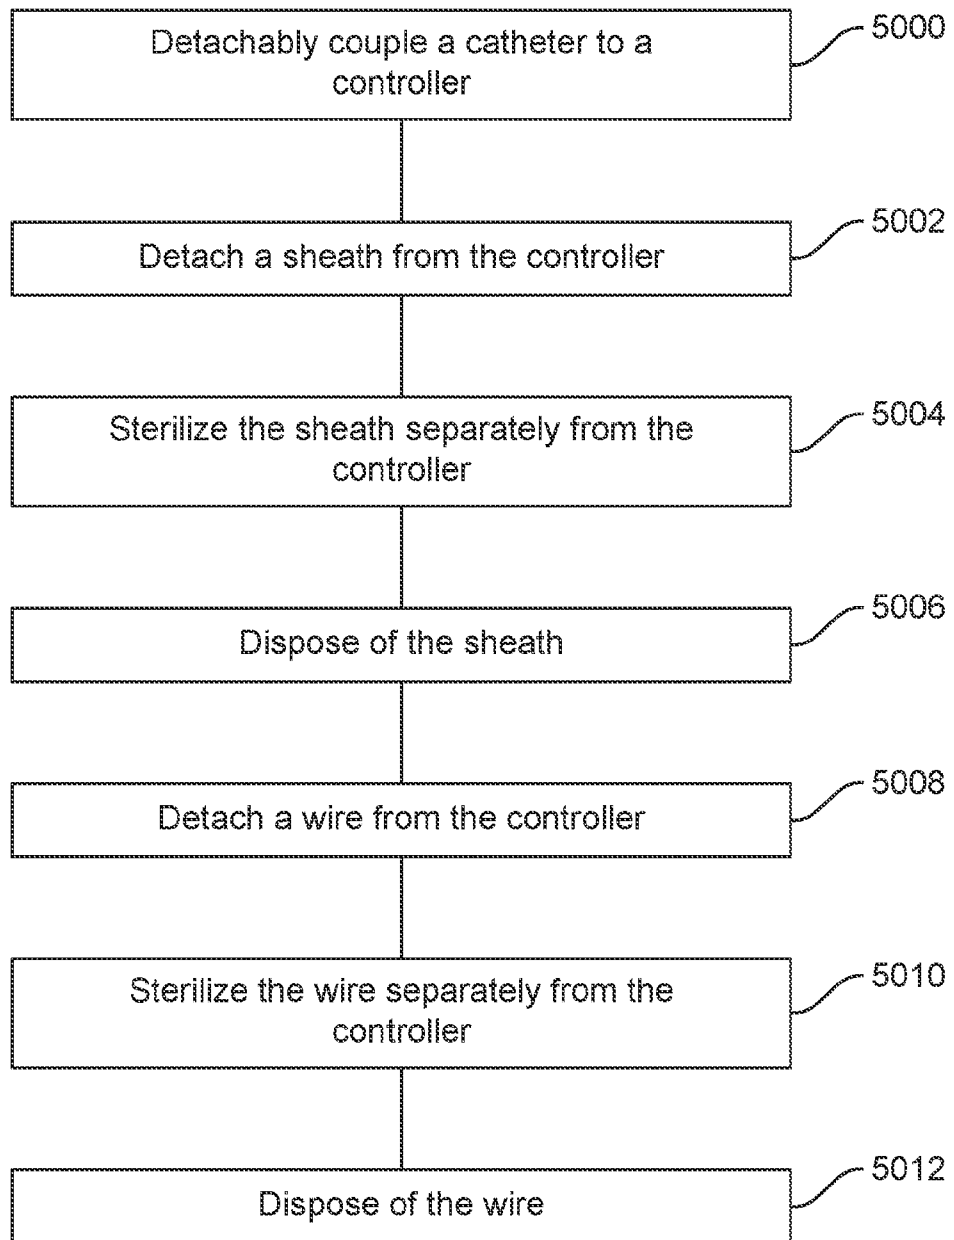 Detachably couple a catheter to a
controller
5000
Detach a sheath from the controller
5002
Sterilize the sheath separately from the
controller
5004
Dispose of the sheath
5006
Detach a wire from the controller
5008
Sterilize the wire separately from the
controller
5010
Dispose of the wire
5012